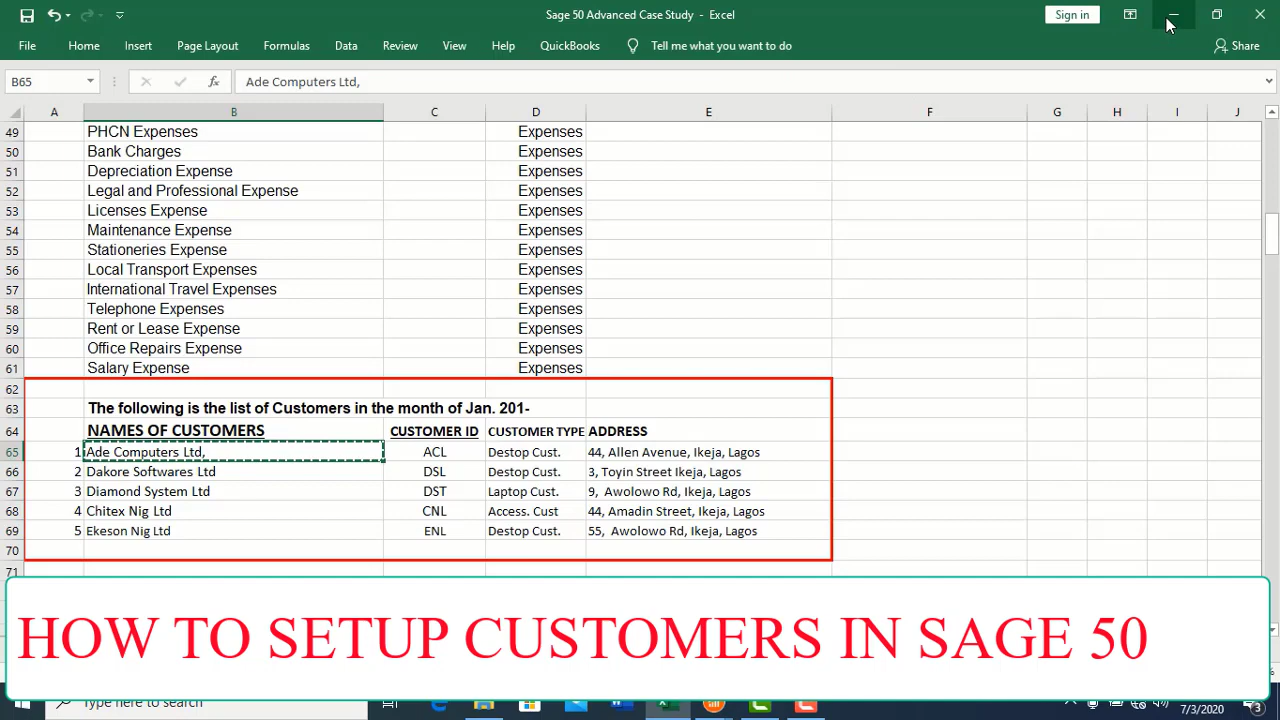 Sage 50 Advanced Case Study - Excel
Sign in
File Home Insert Page Layout Formulas Data Review View Help QuickBooks Tell me what you want to do Share
B65 fx Ade Computers Ltd,
A B C D E F G H I J
49 PHCN Expenses Expenses
50 Bank Charges Expenses
51 Depreciation Expense Expenses
52 Legal and Professional Expense Expenses
53 Licenses Expense Expenses
54 Maintenance Expense Expenses
55 Stationeries Expense Expenses
56 Local Transport Expenses Expenses
57 International Travel Expenses Expenses
58 Telephone Expenses Expenses
59 Rent or Lease Expense Expenses
60 Office Repairs Expense Expenses
61 Salary Expense Expenses
62
63 The following is the list of Customers in the month of Jan. 201-
64 NAMES OF CUSTOMERS CUSTOMER ID CUSTOMER TYPE ADDRESS
65 1 Ade Computers Ltd, ACL Destop Cust. 44, Allen Avenue, Ikeja, Lagos
66 2 Dakore Softwares Ltd DSL Destop Cust. 3, Toyin Street Ikeja, Lagos
67 3 Diamond System Ltd DST Laptop Cust. 9, Awolowo Rd, Ikeja, Lagos
68 4 Chitex Nig Ltd CNL Access. Cust 44, Amadin Street, Ikeja, Lagos
69 5 Ekeson Nig Ltd ENL Destop Cust. 55, Awolowo Rd, Ikeja, Lagos
70
71
HOW TO SETUP CUSTOMERS IN SAGE 50
Type here to search
7/3/2020
3